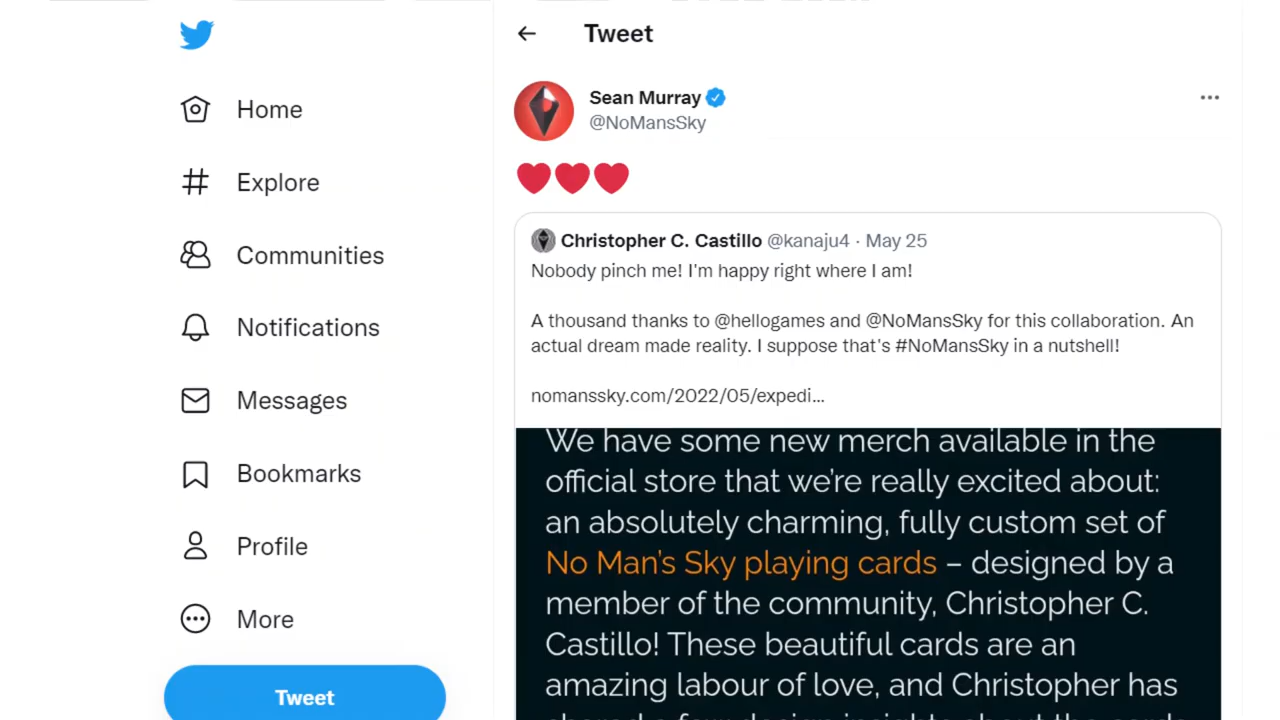 Tweet
Home
Explore
Communities
Notifications
Messages
Bookmarks
Profile
More
Tweet
Sean Murray
@NoMansSky
Christopher C. Castillo @kanaju4 · May 25
Nobody pinch me! I'm happy right where I am!
A thousand thanks to @hellogames and @NoMansSky for this collaboration. An
actual dream made reality. I suppose that's #NoMansSky in a nutshell!
nomanssky.com/2022/05/expedi...
We have some new merch available in the
official store that we're really excited about:
an absolutely charming, fully custom set of
No Man's Sky playing cards – designed by a
member of the community, Christopher C.
Castillo! These beautiful cards are an
amazing labour of love, and Christopher has